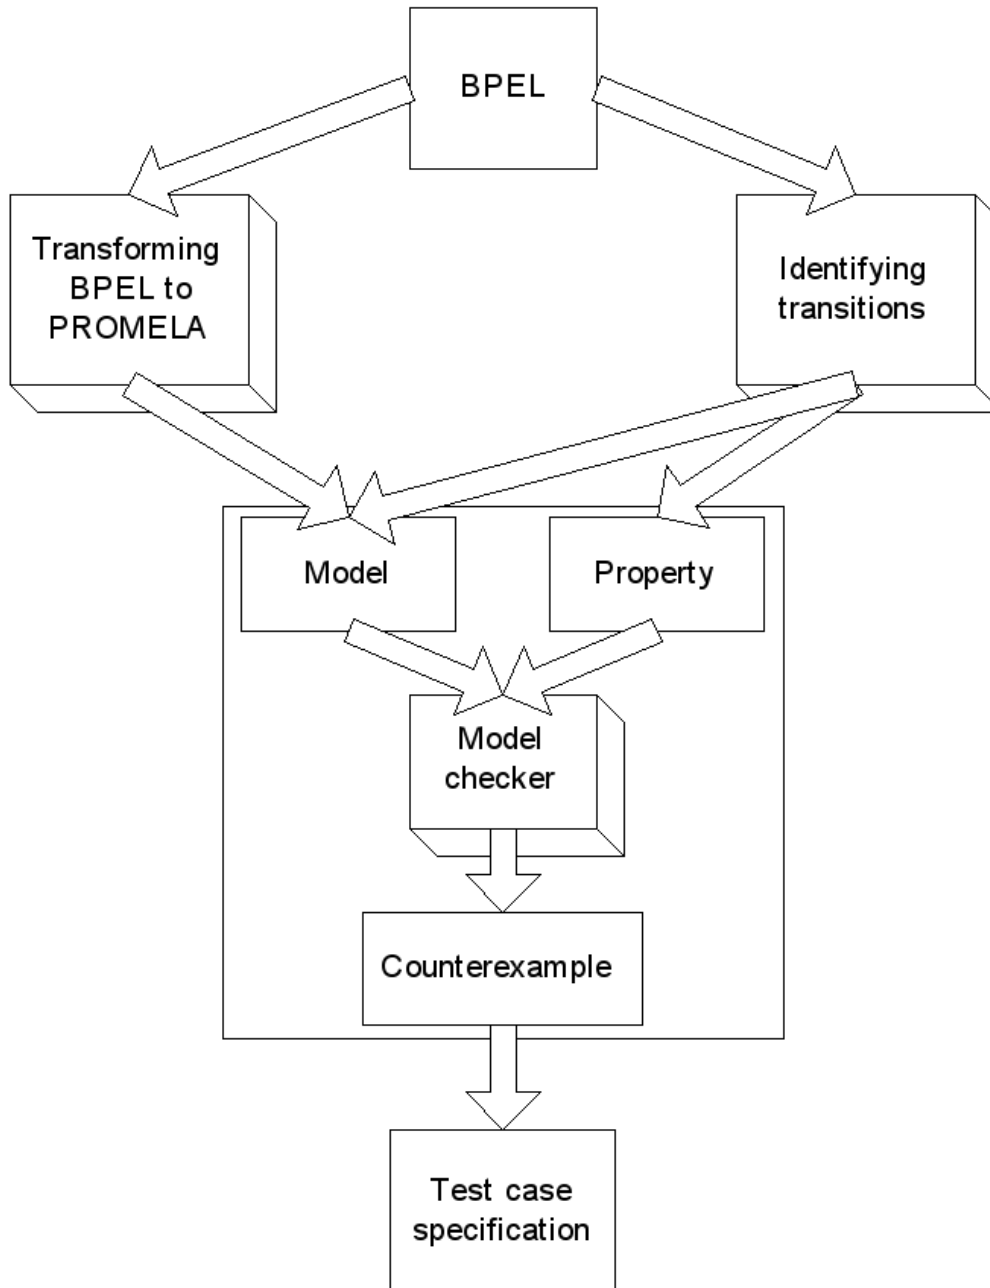 BPEL
Transforming
BPEL to
PROMELA
Identifying
transitions
Model
Property
Model
checker
Counterexample
Test case
specification